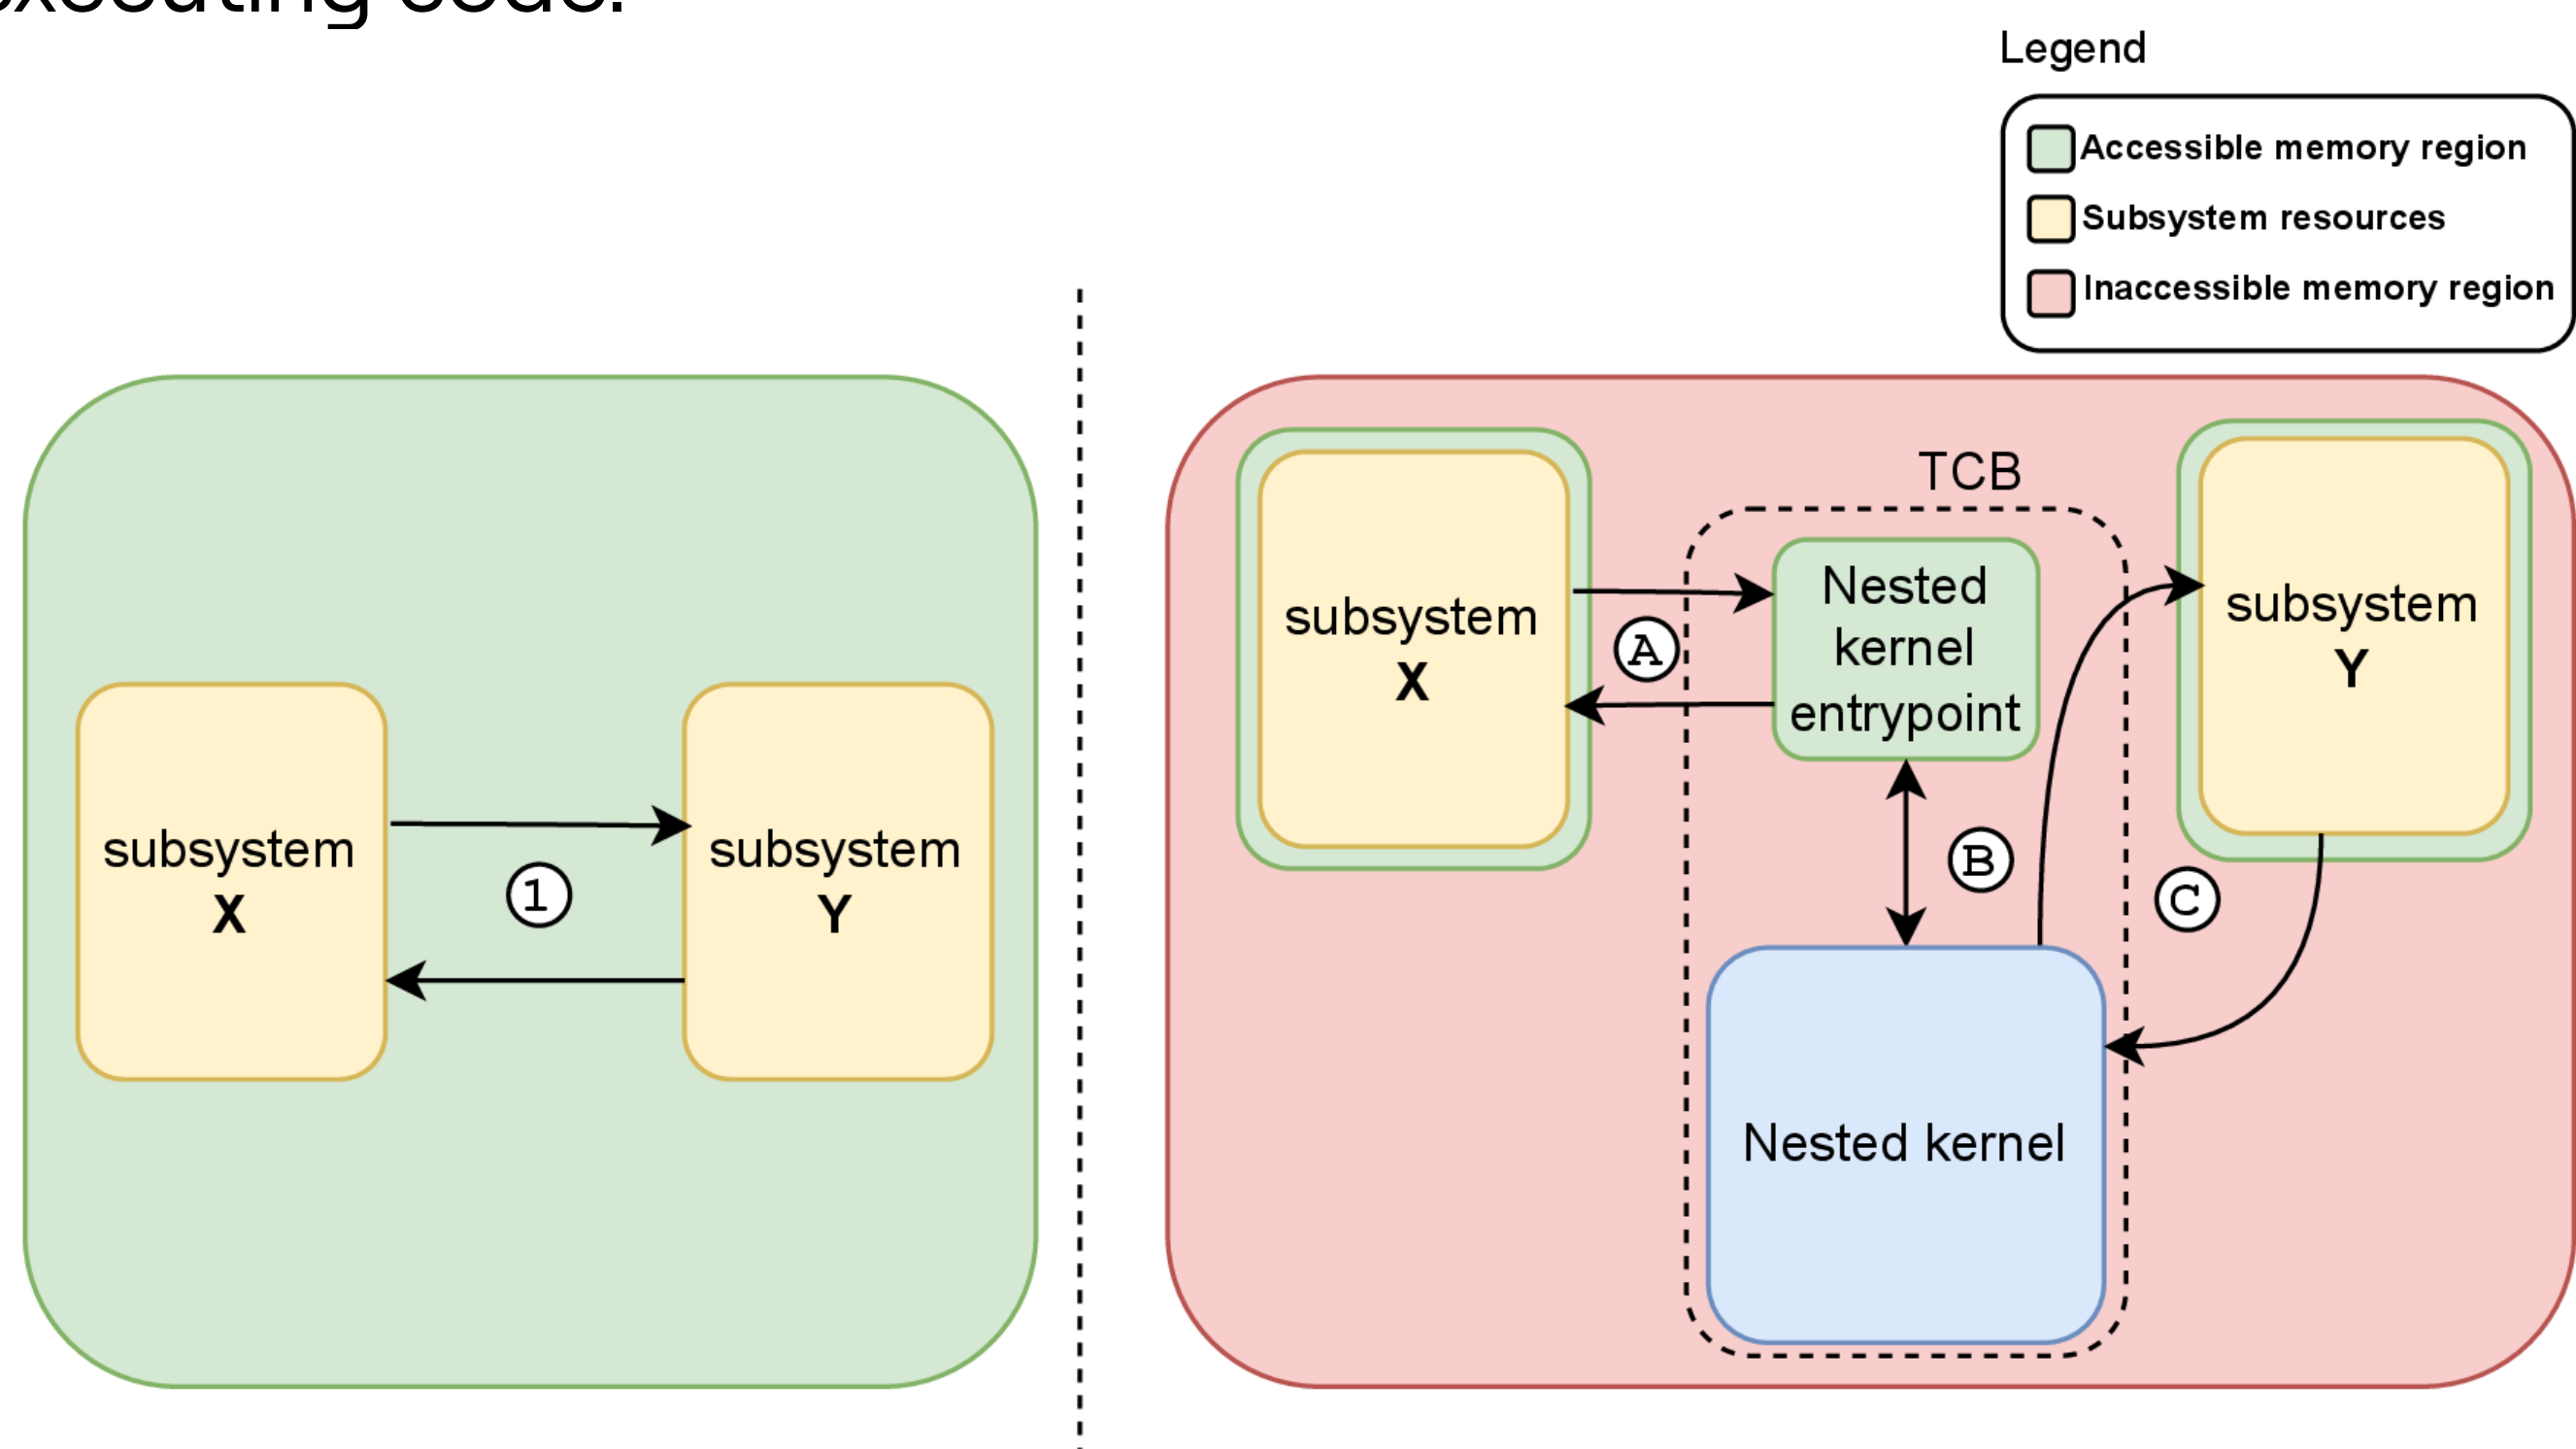 code.
Legend
Accessible memory region
Subsystem resources
Inaccessible memory region
subsystem
X
1
subsystem
Y
subsystem
X
A
TCB
Nested
kernel
entrypoint
B
Nested kernel
subsystem
Y
C